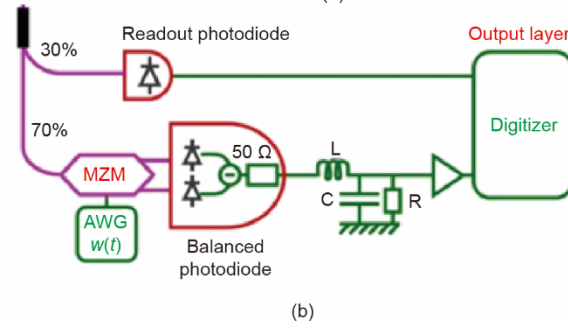 Readout photodiode
Output layer
30%
Digitizer
70%
MZM
50 Ω
L
C
R
AWG
w(t)
Balanced
photodiode
(b)